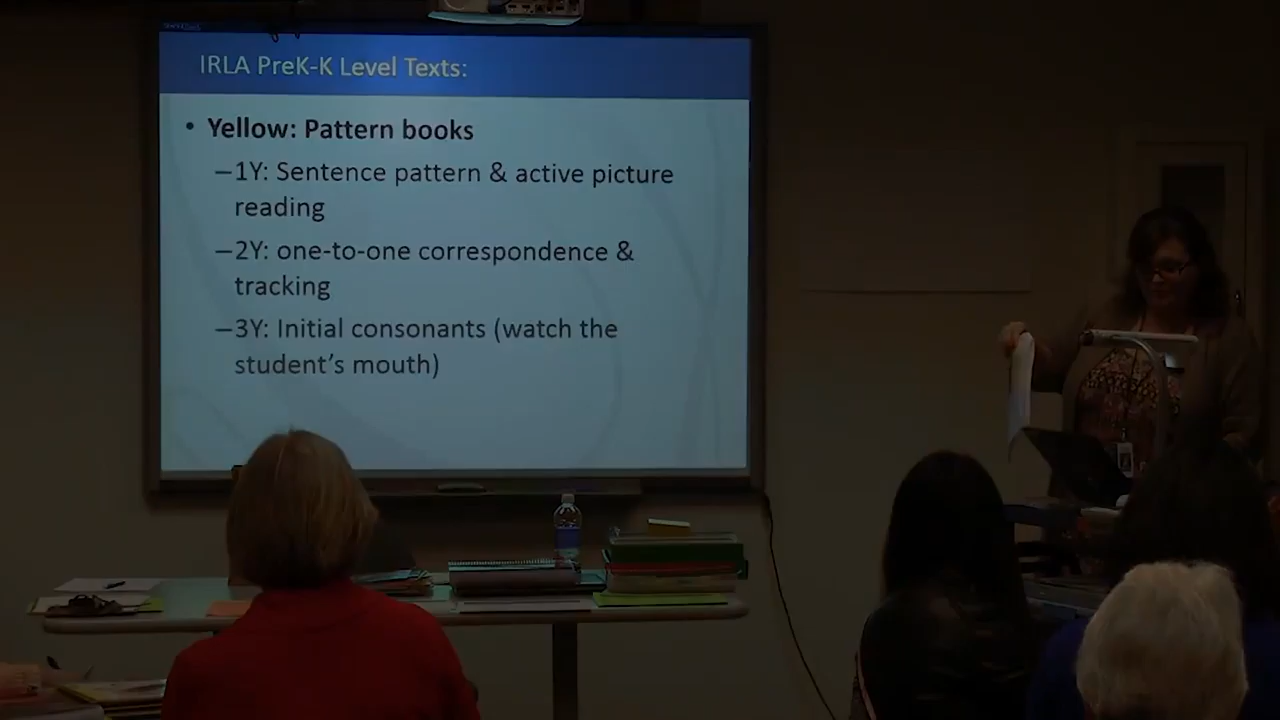 IRLA PreK-K Level Texts:
• Yellow: Pattern books
–1Y: Sentence pattern & active picture
reading
–2Y: one-to-one correspondence &
tracking
–3Y: Initial consonants (watch the
student's mouth)